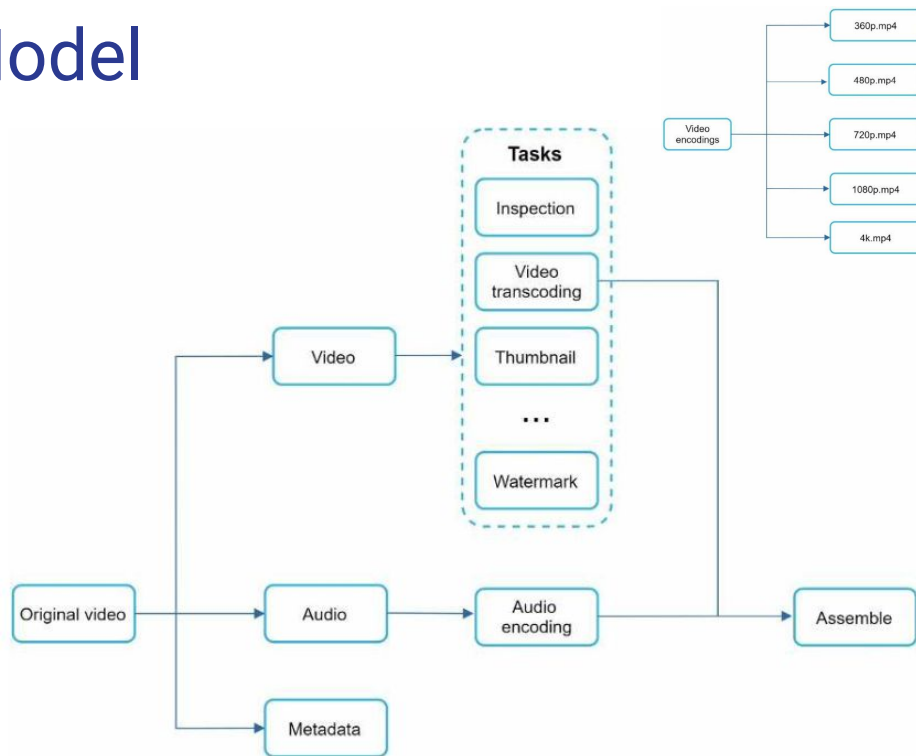 360p.mp4
480p.mp4
Video
encodings
720p.mp4
1080p.mp4
4k.mp4
Tasks
Inspection
Video
transcoding
Video
Thumbnail
...
Watermark
Original video
Audio
Audio
encoding
Assemble
Metadata